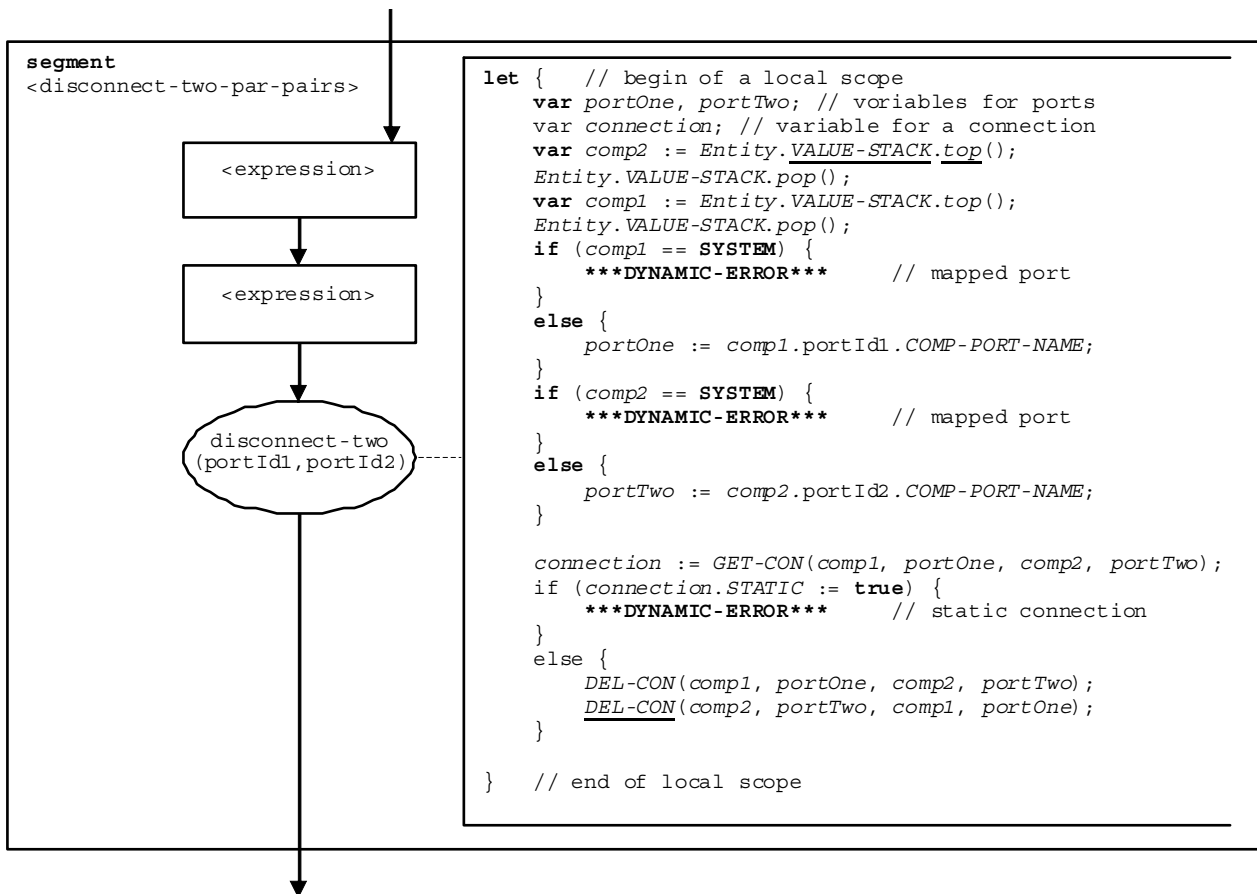 segment
<disconnect-two-par-pairs>
<expression>
<expression>
disconnect-two
(portId1,portId2)
let { // begin of a local scope
var portOne, portTwo; // voriables for ports
var connection; // variable for a connection
var comp2 := Entity.VALUE-STACK.top();
Entity.VALUE-STACK.pop();
var comp1 := Entity.VALUE-STACK.top();
Entity.VALUE-STACK.pop();
if (comp1 == SYSTEM) {
***DYNAMIC-ERROR*** // mapped port
}
else {
portOne := comp1.portId1.COMP-PORT-NAME;
}
if (comp2 == SYSTEM) {
***DYNAMIC-ERROR*** // mapped port
}
else {
portTwo := comp2.portId2.COMP-PORT-NAME;
}
connection := GET-CON(comp1, portOne, comp2, portTwo);
if (connection.STATIC := true) {
***DYNAMIC-ERROR*** // static connection
}
else {
DEL-CON(comp1, portOne, comp2, portTwo);
DEL-CON(comp2, portTwo, comp1, portOne);
}
} // end of local scope